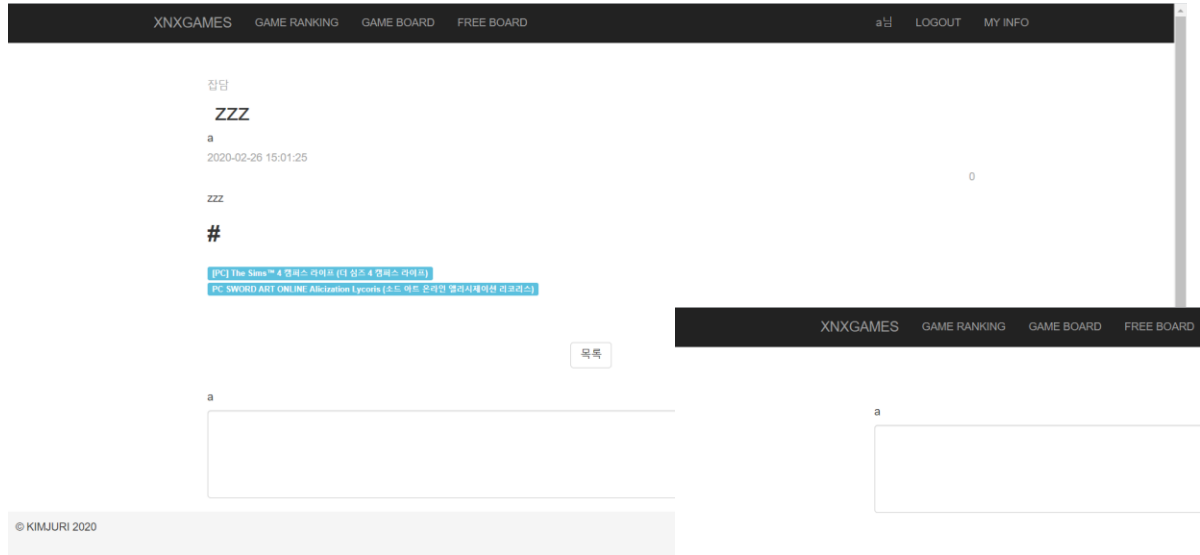 XNXGAMES GAME RANKING GAME BOARD FREE BOARD a님 LOGOUT MY INFO
잡담
zzz
a
2020-02-26 15:01:25
0
zzz
#
[PC] The Sims™ 4 캠퍼스 라이프 (더 심즈 4 캠퍼스 라이프)
PC SWORD ART ONLINE Alicization Lycoris (소드 아트 온라인 앨리시제이션 리코리스)
목록
a
© KIMJURI 2020
XNXGAMES GAME RANKING GAME BOARD FREE BOARD
a